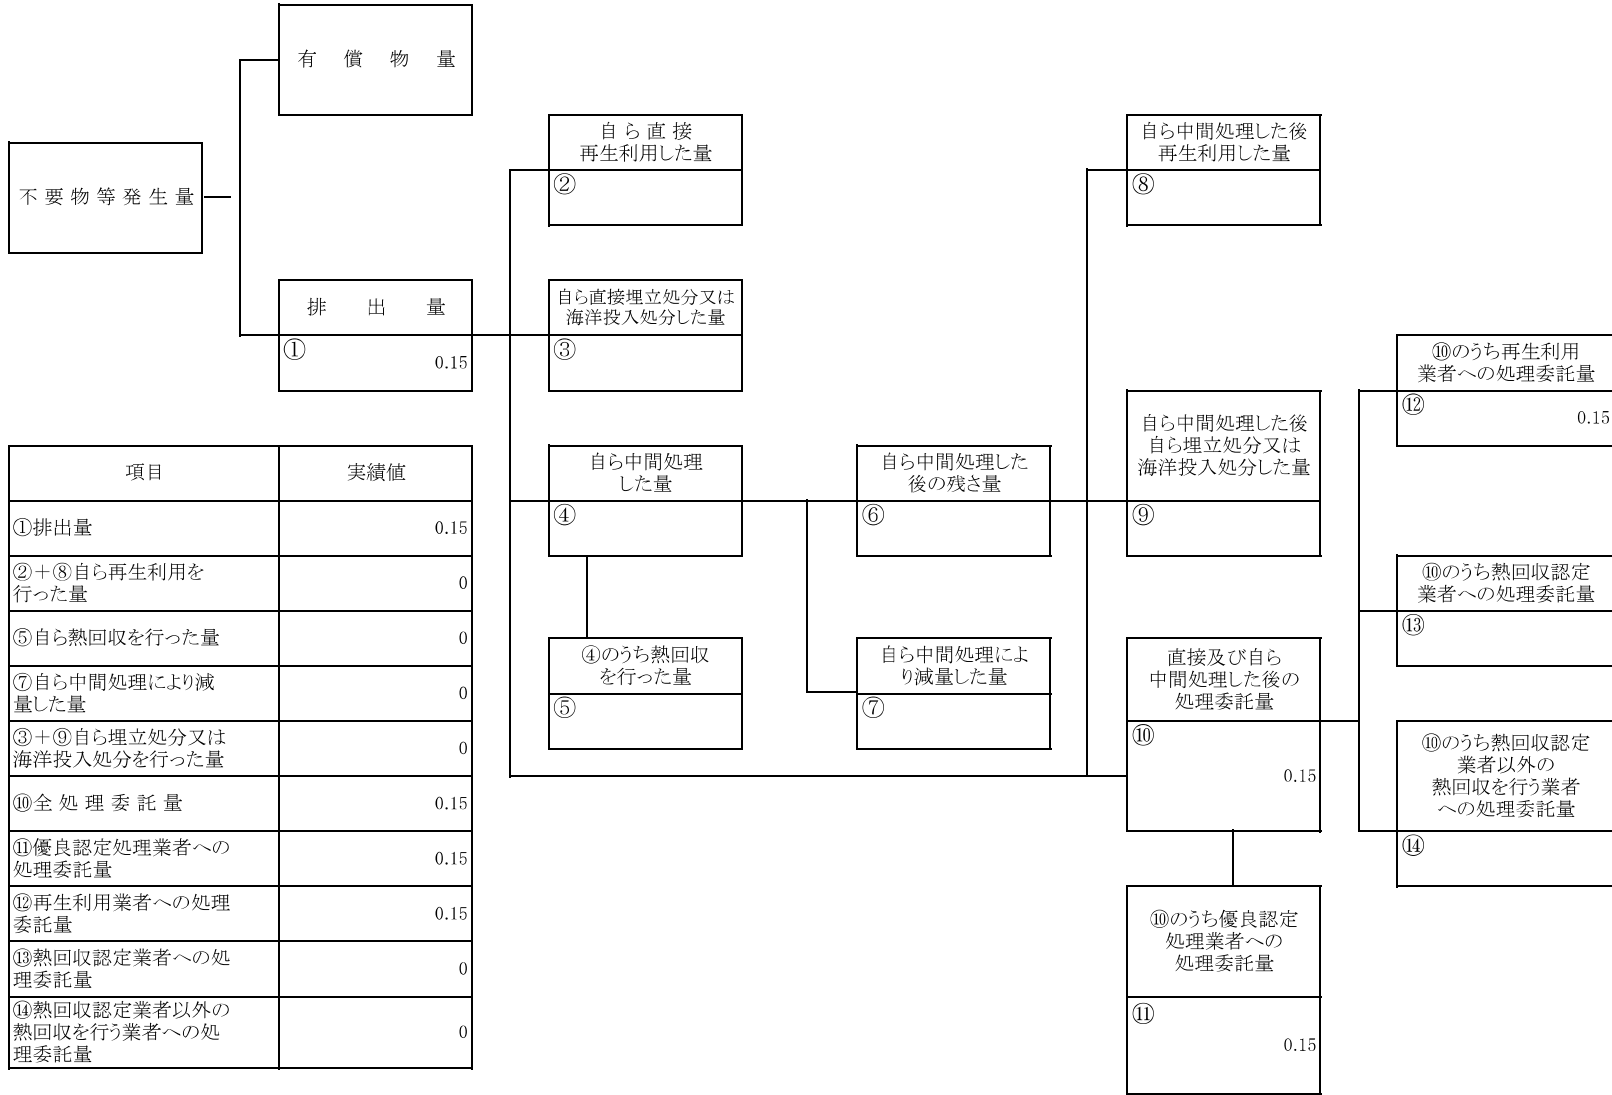 有償物量
不要物等発生量
排出量
①
0.15
自ら直接
再生利用した量
②
自ら直接埋立処分又は
海洋投入処分した量
③
自ら中間処理
した量
④
④のうち熱回収
を行った量
⑤
自ら中間処理した
後の残さ量
⑥
自ら中間処理によ
り減量した量
⑦
自ら中間処理した後
再生利用した量
⑧
自ら中間処理した後
自ら埋立処分又は
海洋投入処分した量
⑨
直接及び自ら
中間処理した後の
処理委託量
⑩
0.15
⑩のうち優良認定
処理業者への
処理委託量
⑪
0.15
⑩のうち再生利用
業者への処理委託量
⑫
0.15
⑩のうち熱回収認定
業者への処理委託量
⑬
⑩のうち熱回収認定
業者以外の
熱回収を行う業者
への処理委託量
⑭
項目 実績値
①排出量 0.15
②＋⑧自ら再生利用を
行った量 0
⑤自ら熱回収を行った量 0
⑦自ら中間処理により減
量した量 0
③＋⑨自ら埋立処分又は
海洋投入処分を行った量 0
⑩全処理委託量 0.15
⑪優良認定処理業者への
処理委託量 0.15
⑫再生利用業者への処理
委託量 0.15
⑬熱回収認定業者への処
理委託量 0
⑭熱回収認定業者以外の
熱回収を行う業者への処
理委託量 0